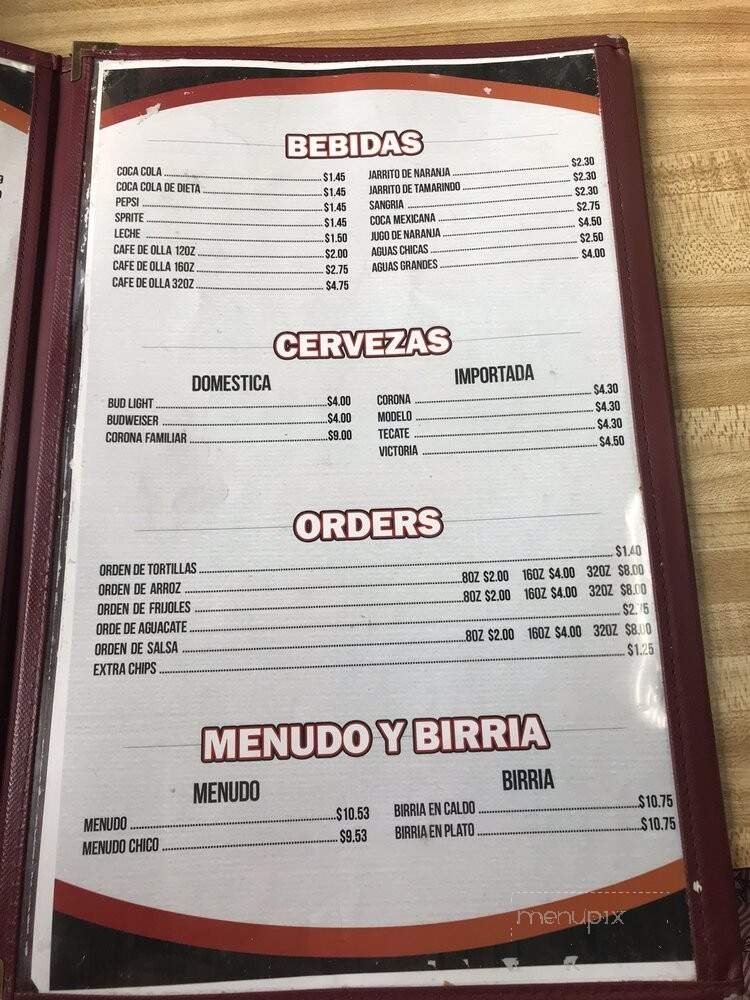 BEBIDAS
COCA COLA $1.45
COCA COLA DE DIETA $1.45
PEPSI $1.45
SPRITE $1.45
LECHE $1.50
CAFE DE OLLA 12OZ $2.00
CAFE DE OLLA 16OZ $2.75
CAFE DE OLLA 32OZ $4.75
JARRITO DE NARANJA $2.30
JARRITO DE TAMARINDO $2.30
SANGRIA $2.30
COCA MEXICANA $2.75
JUGO DE NARANJA $4.50
AGUAS CHICAS $2.50
AGUAS GRANDES $4.00
CERVEZAS
DOMESTICA
BUD LIGHT $4.00
BUDWEISER $4.00
CORONA FAMILIAR $9.00
IMPORTADA
CORONA $4.30
MODELO $4.30
TECATE $4.30
VICTORIA $4.50
ORDERS
ORDEN DE TORTILLAS $1.40
ORDEN DE ARROZ 8OZ $2.00 16OZ $4.00 32OZ $8.00
ORDEN DE FRIJOLES 8OZ $2.00 16OZ $4.00 32OZ $8.00
ORDE DE AGUACATE $2.75
ORDEN DE SALSA 8OZ $2.00 16OZ $4.00 32OZ $8.00
EXTRA CHIPS $1.25
MENUDO Y BIRRIA
MENUDO
MENUDO $10.53
MENUDO CHICO $9.53
BIRRIA
BIRRIA EN CALDO $10.75
BIRRIA EN PLATO $10.75
menupix